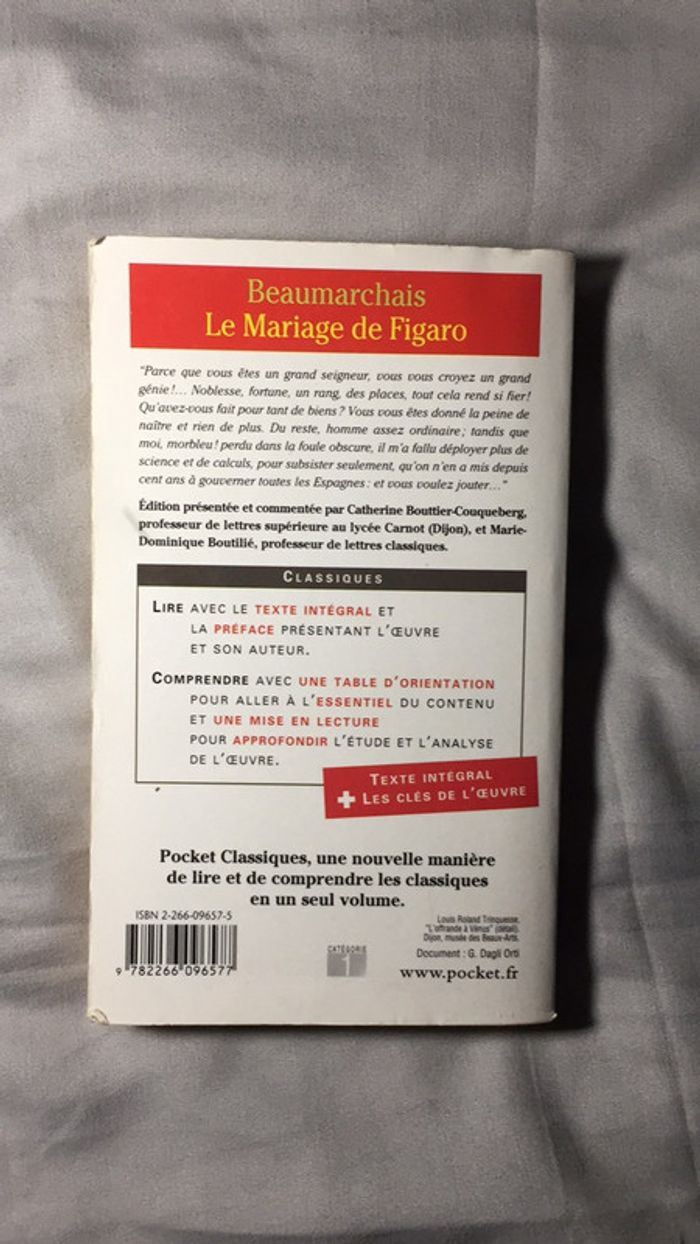 Beaumarchais
Le Mariage de Figaro
"Parce que vous êtes un grand seigneur, vous vous croyez un grand
génie !... Noblesse, fortune, un rang, des places, tout cela rend si fier !
Qu'avez-vous fait pour tant de biens ? Vous vous êtes donné la peine de
naître et rien de plus. Du reste, homme assez ordinaire ; tandis que
moi, morbleu ! perdu dans la foule obscure, il m'a fallu déployer plus de
science et de calculs, pour subsister seulement, qu'on n'en a mis depuis
cent ans à gouverner toutes les Espagnes : et vous voulez jouter..."
Édition présentée et commentée par Catherine Bouttier-Couqueberg,
professeur de lettres supérieure au lycée Carnot (Dijon), et Marie-
Dominique Boutilié, professeur de lettres classiques.
CLASSIQUES
LIRE AVEC LE TEXTE INTÉGRAL ET
LA PRÉFACE PRÉSENTANT L'ŒUVRE
ET SON AUTEUR.
COMPRENDRE AVEC UNE TABLE D'ORIENTATION
POUR ALLER À L'ESSENTIEL DU CONTENU
ET UNE MISE EN LECTURE
POUR APPROFONDIR L'ÉTUDE ET L'ANALYSE
DE L'ŒUVRE.
TEXTE INTÉGRAL
+ LES CLÉS DE L'ŒUVRE
Pocket Classiques, une nouvelle manière
de lire et de comprendre les classiques
en un seul volume.
ISBN 2-266-09657-5
9 782266 096577
CATÉGORIE
1
Louis Roland Trinquesse,
"L'offrande à Vénus" (détail).
Dijon, musée des Beaux-Arts.
Document : G. Dagli Orti
www.pocket.fr